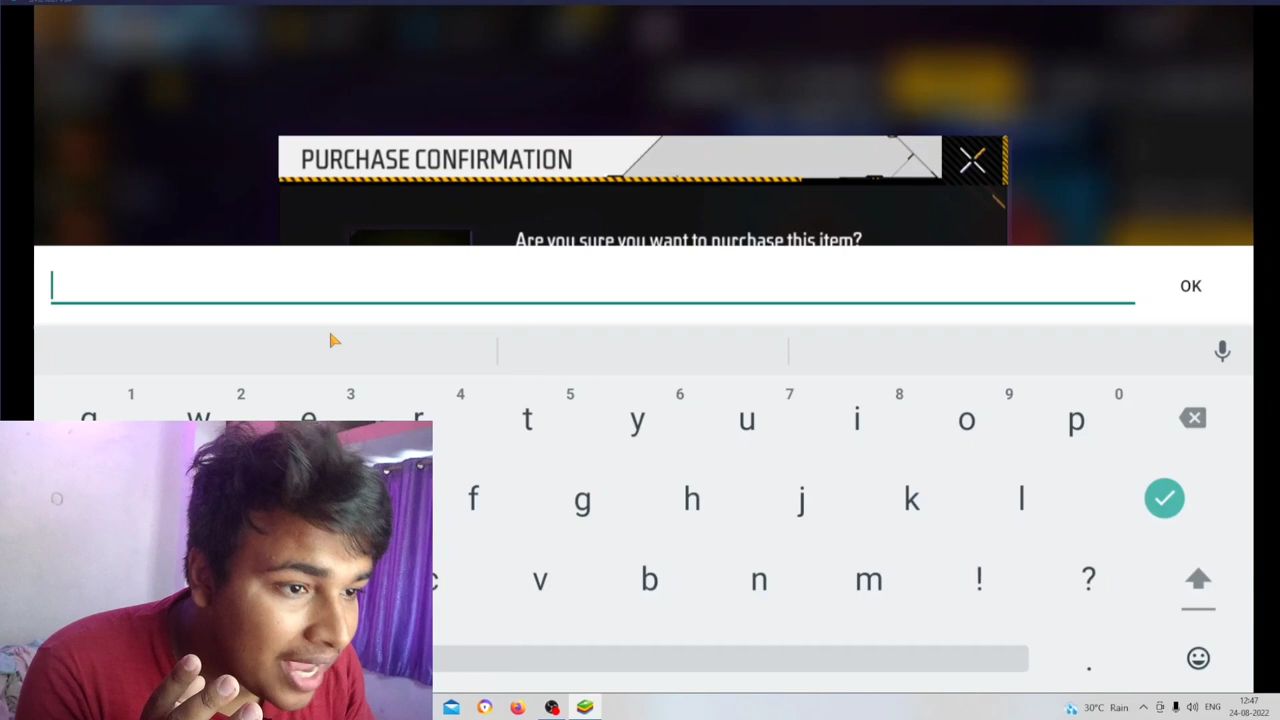 PURCHASE CONFIRMATION
Are you sure you want to purchase this item?
OK
1 2 3 4 5 6 7 8 9 0
q w e r t y u i o p
f g h j k l
c v b n m ! ?
.
30°C Rain
ENG
12:47
24-08-2022